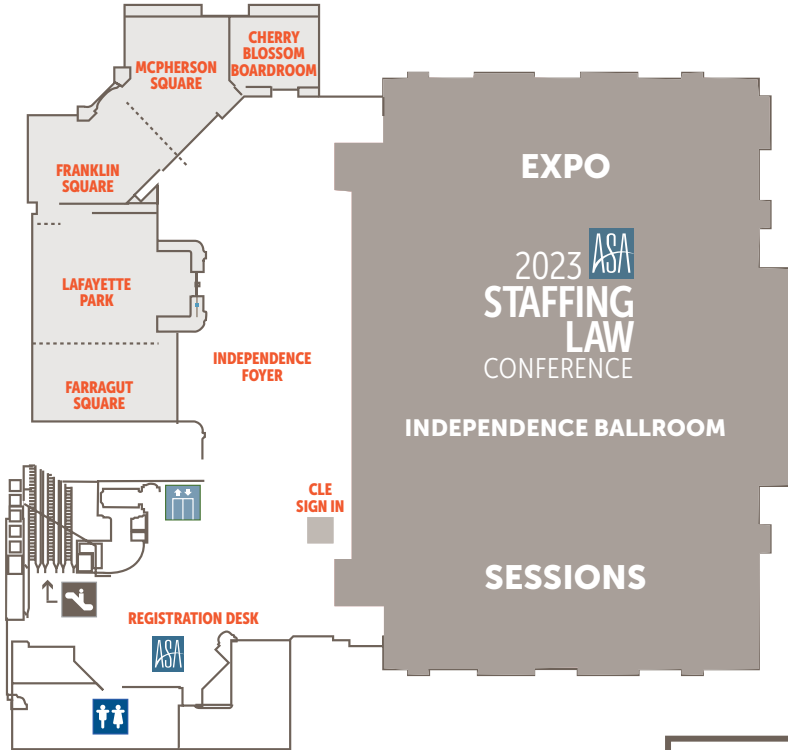 CHERRY
BLOSSOM
BOARDROOM
MCPHERSON
SQUARE
FRANKLIN
SQUARE
EXPO
LAFAYETTE
PARK
2023 ASA
STAFFING
LAW
CONFERENCE
INDEPENDENCE
FOYER
FARRAGUT
SQUARE
INDEPENDENCE BALLROOM
CLE
SIGN IN
SESSIONS
REGISTRATION DESK
ASA